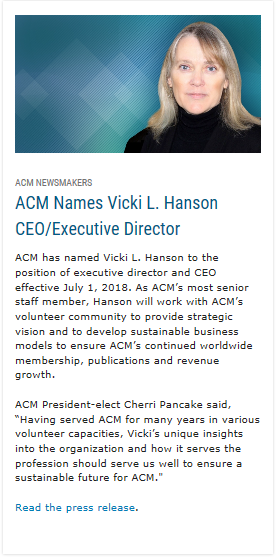 ACM NEWSMAKERS
ACM Names Vicki L. Hanson
CEO/Executive Director
ACM has named Vicki L. Hanson to the
position of executive director and CEO
effective July 1, 2018. As ACM’s most senior
staff member, Hanson will work with ACM’s
volunteer community to provide strategic
vision and to develop sustainable business
models to ensure ACM’s continued worldwide
membership, publications and revenue
growth.
ACM President-elect Cherri Pancake said,
“Having served ACM for many years in various
volunteer capacities, Vicki’s unique insights
into the organization and how it serves the
profession should serve us well to ensure a
sustainable future for ACM."
Read the press release.